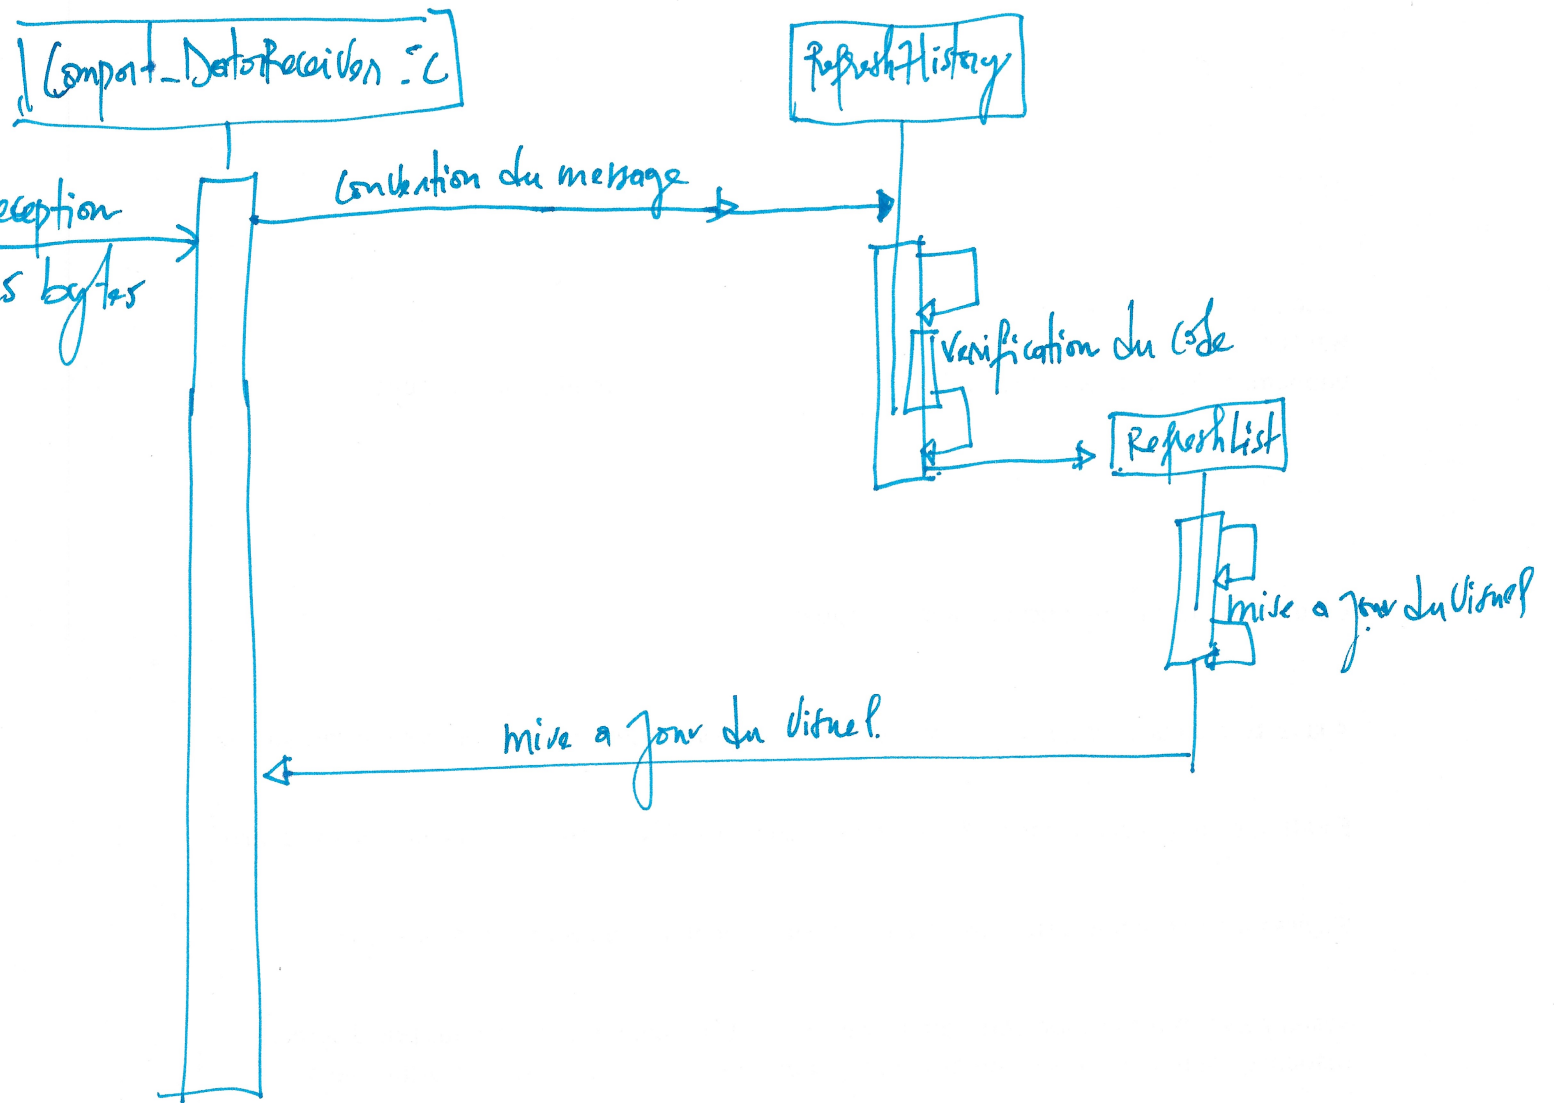 Comport_DataReceiver : C
RefreshHistory
conversion du message
eception
s bytes
verification du code
RefreshList
mise a jour du visuel
mise a jour du visuel.